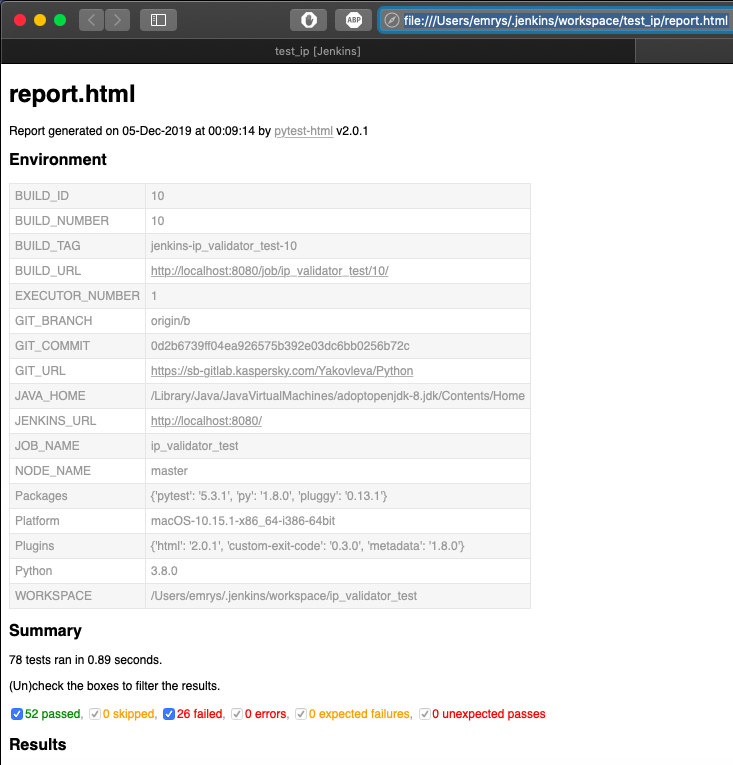 ABP
file:///Users/emrys/.jenkins/workspace/test_ip/report.html
test_ip [Jenkins]
report.html
Report generated on 05-Dec-2019 at 00:09:14 by pytest-html v2.0.1
Environment
BUILD_ID 10
BUILD_NUMBER 10
BUILD_TAG jenkins-ip_validator_test-10
BUILD_URL http://localhost:8080/job/ip_validator_test/10/
EXECUTOR_NUMBER 1
GIT_BRANCH origin/b
GIT_COMMIT 0d2b6739ff04ea926575b392e03dc6bb0256b72c
GIT_URL https://sb-gitlab.kaspersky.com/Yakovleva/Python
JAVA_HOME /Library/Java/JavaVirtualMachines/adoptopenjdk-8.jdk/Contents/Home
JENKINS_URL http://localhost:8080/
JOB_NAME ip_validator_test
NODE_NAME master
Packages {'pytest': '5.3.1', 'py': '1.8.0', 'pluggy': '0.13.1'}
Platform macOS-10.15.1-x86_64-i386-64bit
Plugins {'html': '2.0.1', 'custom-exit-code': '0.3.0', 'metadata': '1.8.0'}
Python 3.8.0
WORKSPACE /Users/emrys/.jenkins/workspace/ip_validator_test
Summary
78 tests ran in 0.89 seconds.
(Un)check the boxes to filter the results.
52 passed, 0 skipped, 26 failed, 0 errors, 0 expected failures, 0 unexpected passes
Results